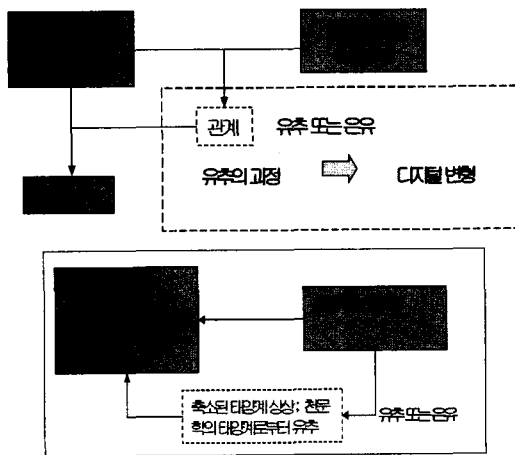 관계
유추 또는 은유
유추의 과정
디지털 변형
축소된 태양계 상상; 천문
학의 태양계로부터 유추
유추 또는 은유